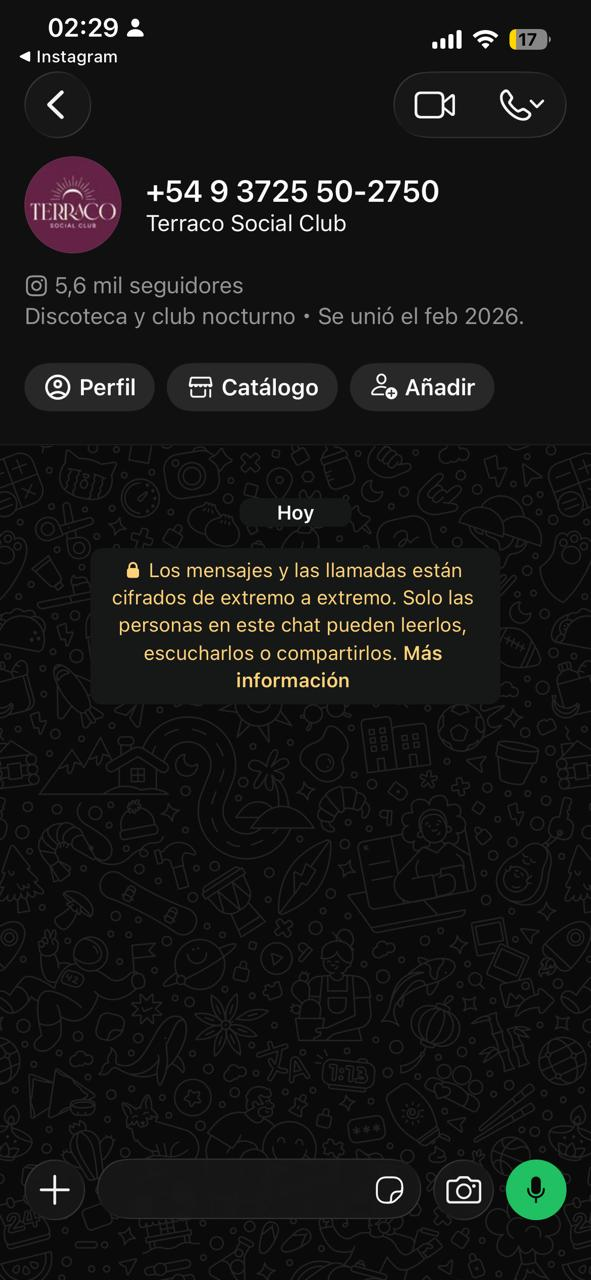 02:29
Instagram
17
TERRACO
SOCIAL CLUB
+54 9 3725 50-2750
Terraco Social Club
5,6 mil seguidores
Discoteca y club nocturno • Se unió el feb 2026.
Perfil
Catálogo
Añadir
Hoy
Los mensajes y las llamadas están
cifrados de extremo a extremo. Solo las
personas en este chat pueden leerlos,
escucharlos o compartirlos. Más
información